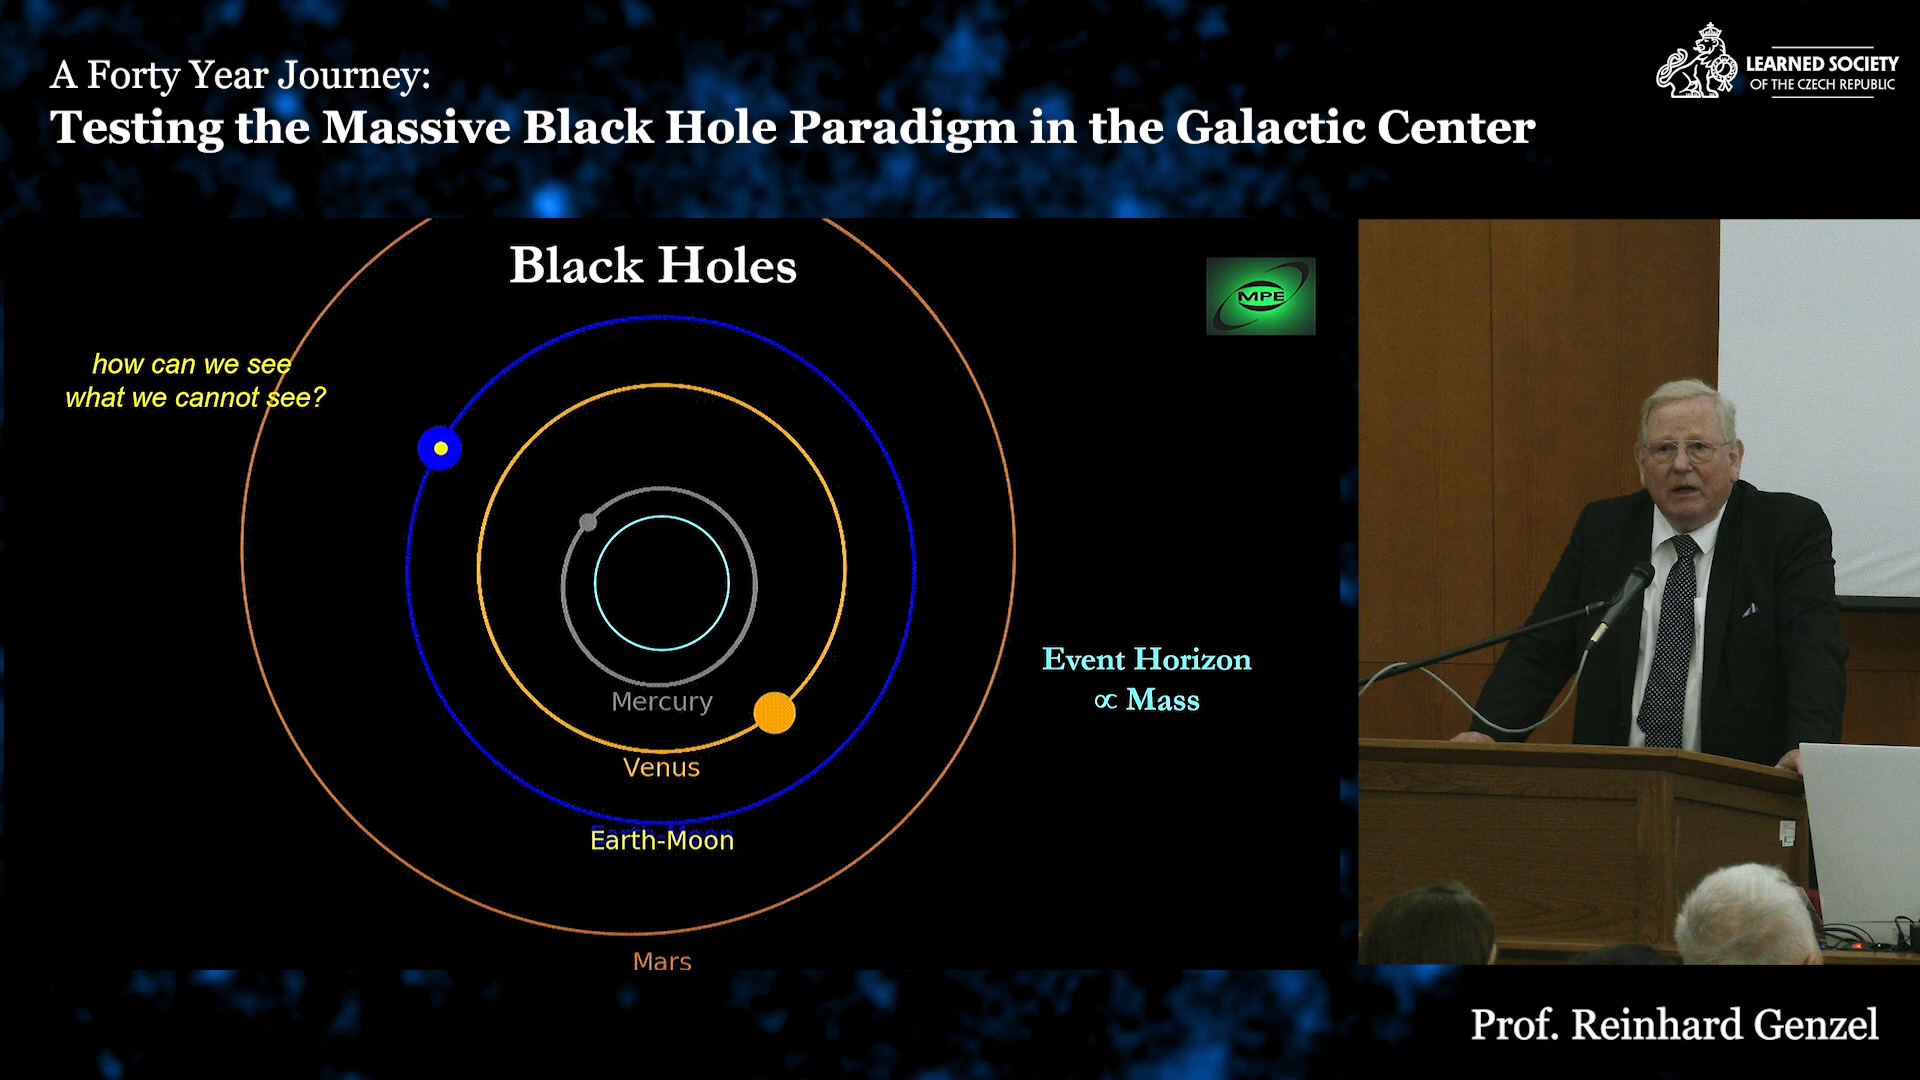 A Forty Year Journey:
Testing the Massive Black Hole Paradigm in the Galactic Center
LEARNED SOCIETY
OF THE CZECH REPUBLIC
Black Holes
MPE
how can we see
what we cannot see?
Mercury
Venus
Earth-Moon
Mars
Event Horizon
∝ Mass
Prof. Reinhard Genzel